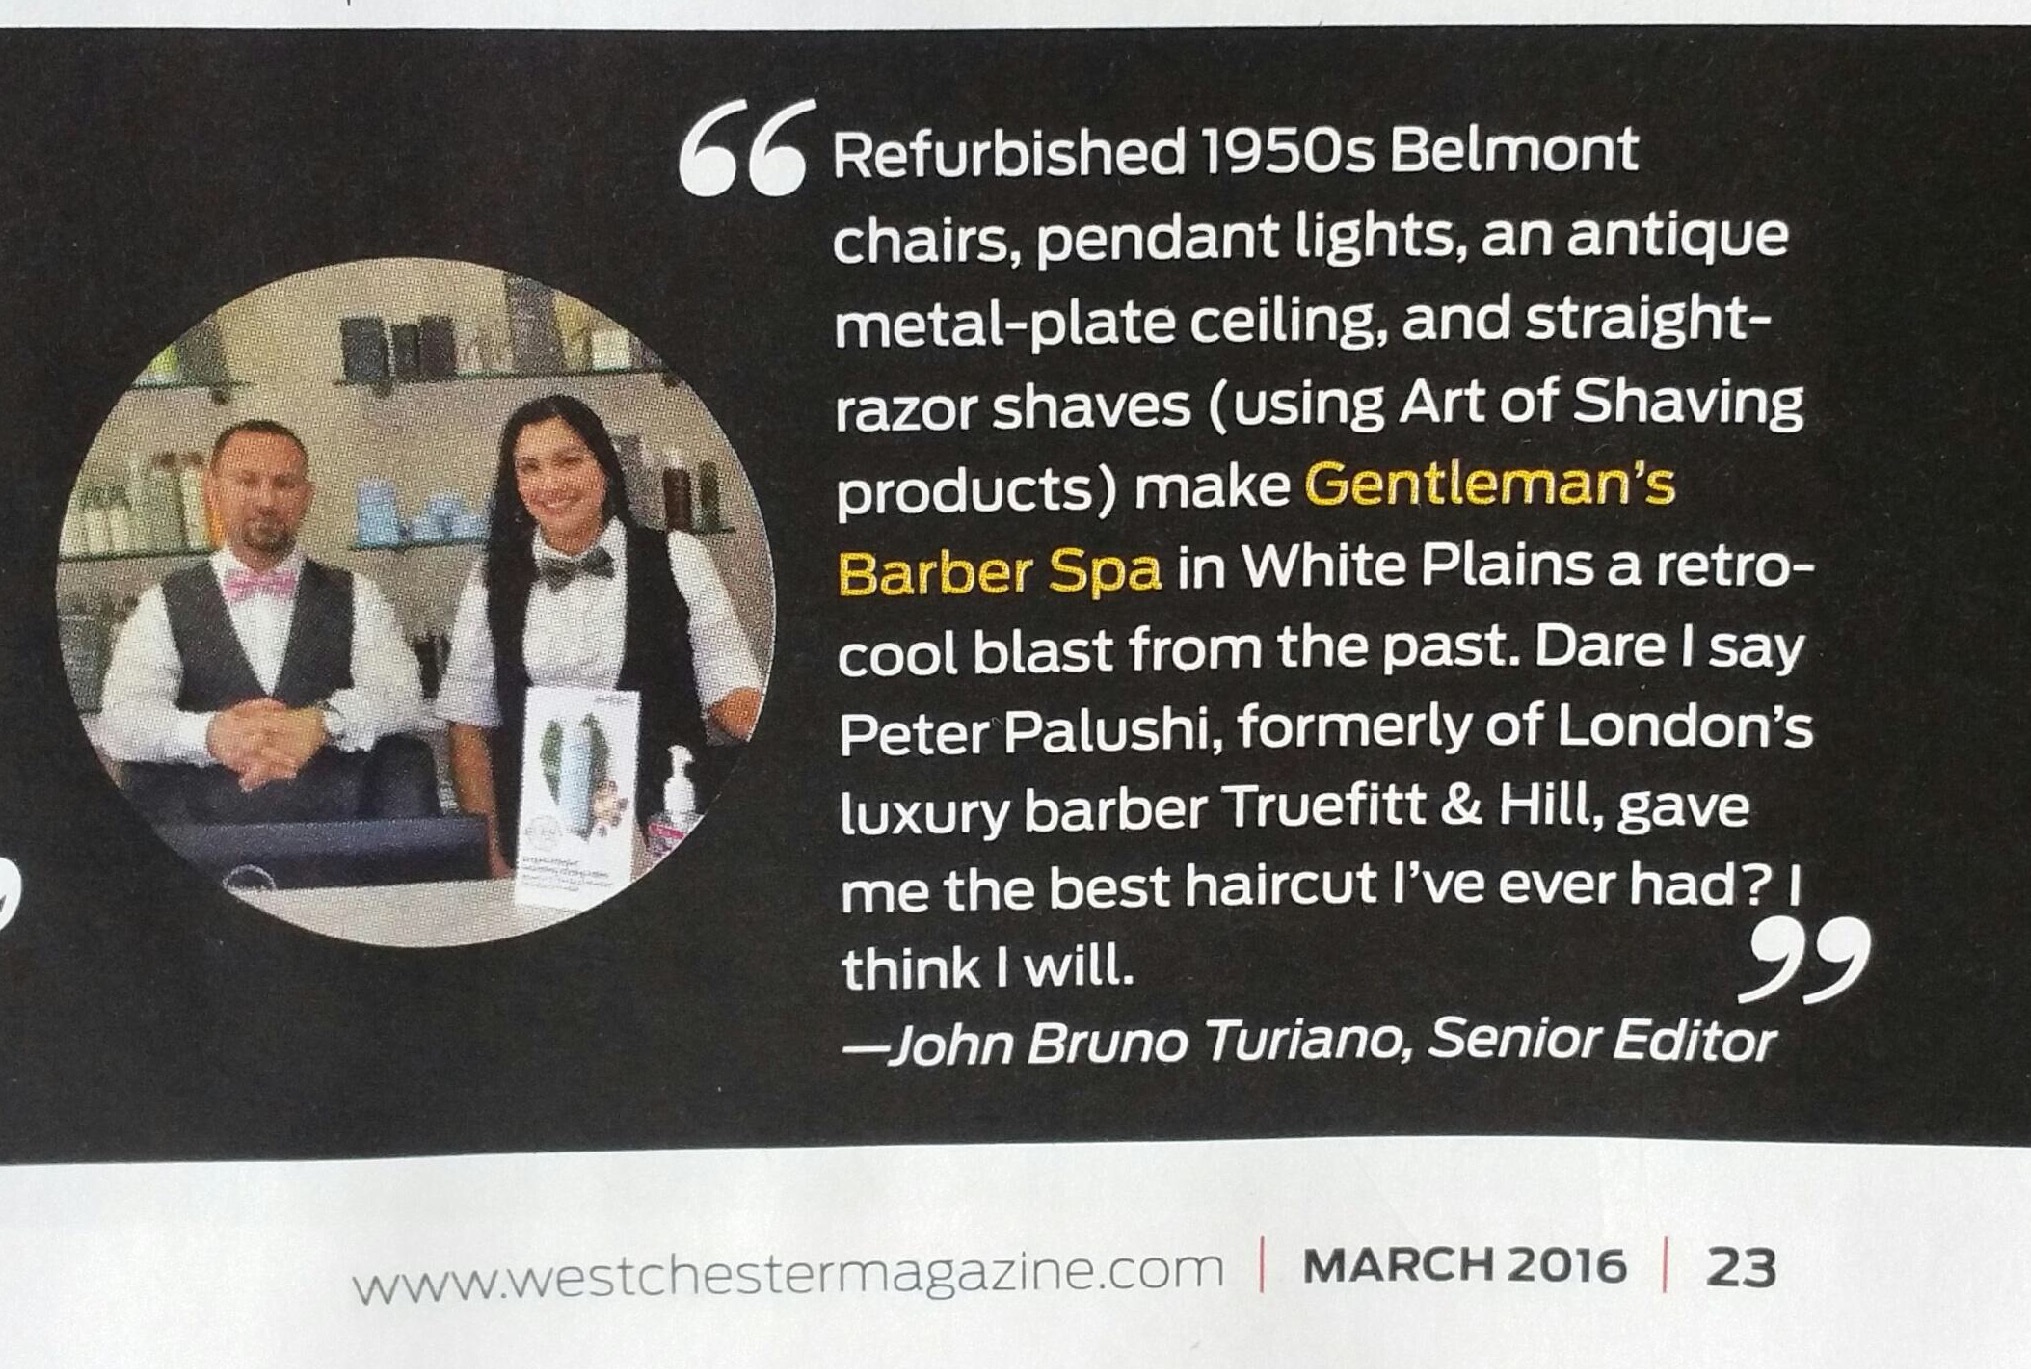 “Refurbished 1950s Belmont
chairs, pendant lights, an antique
metal-plate ceiling, and straight-
razor shaves (using Art of Shaving
products) make Gentleman’s
Barber Spa in White Plains a retro-
cool blast from the past. Dare I say
Peter Palushi, formerly of London’s
luxury barber Truefitt & Hill, gave
me the best haircut I’ve ever had? I
think I will.”
—John Bruno Turiano, Senior Editor
www.westchestermagazine.com | MARCH 2016 | 23